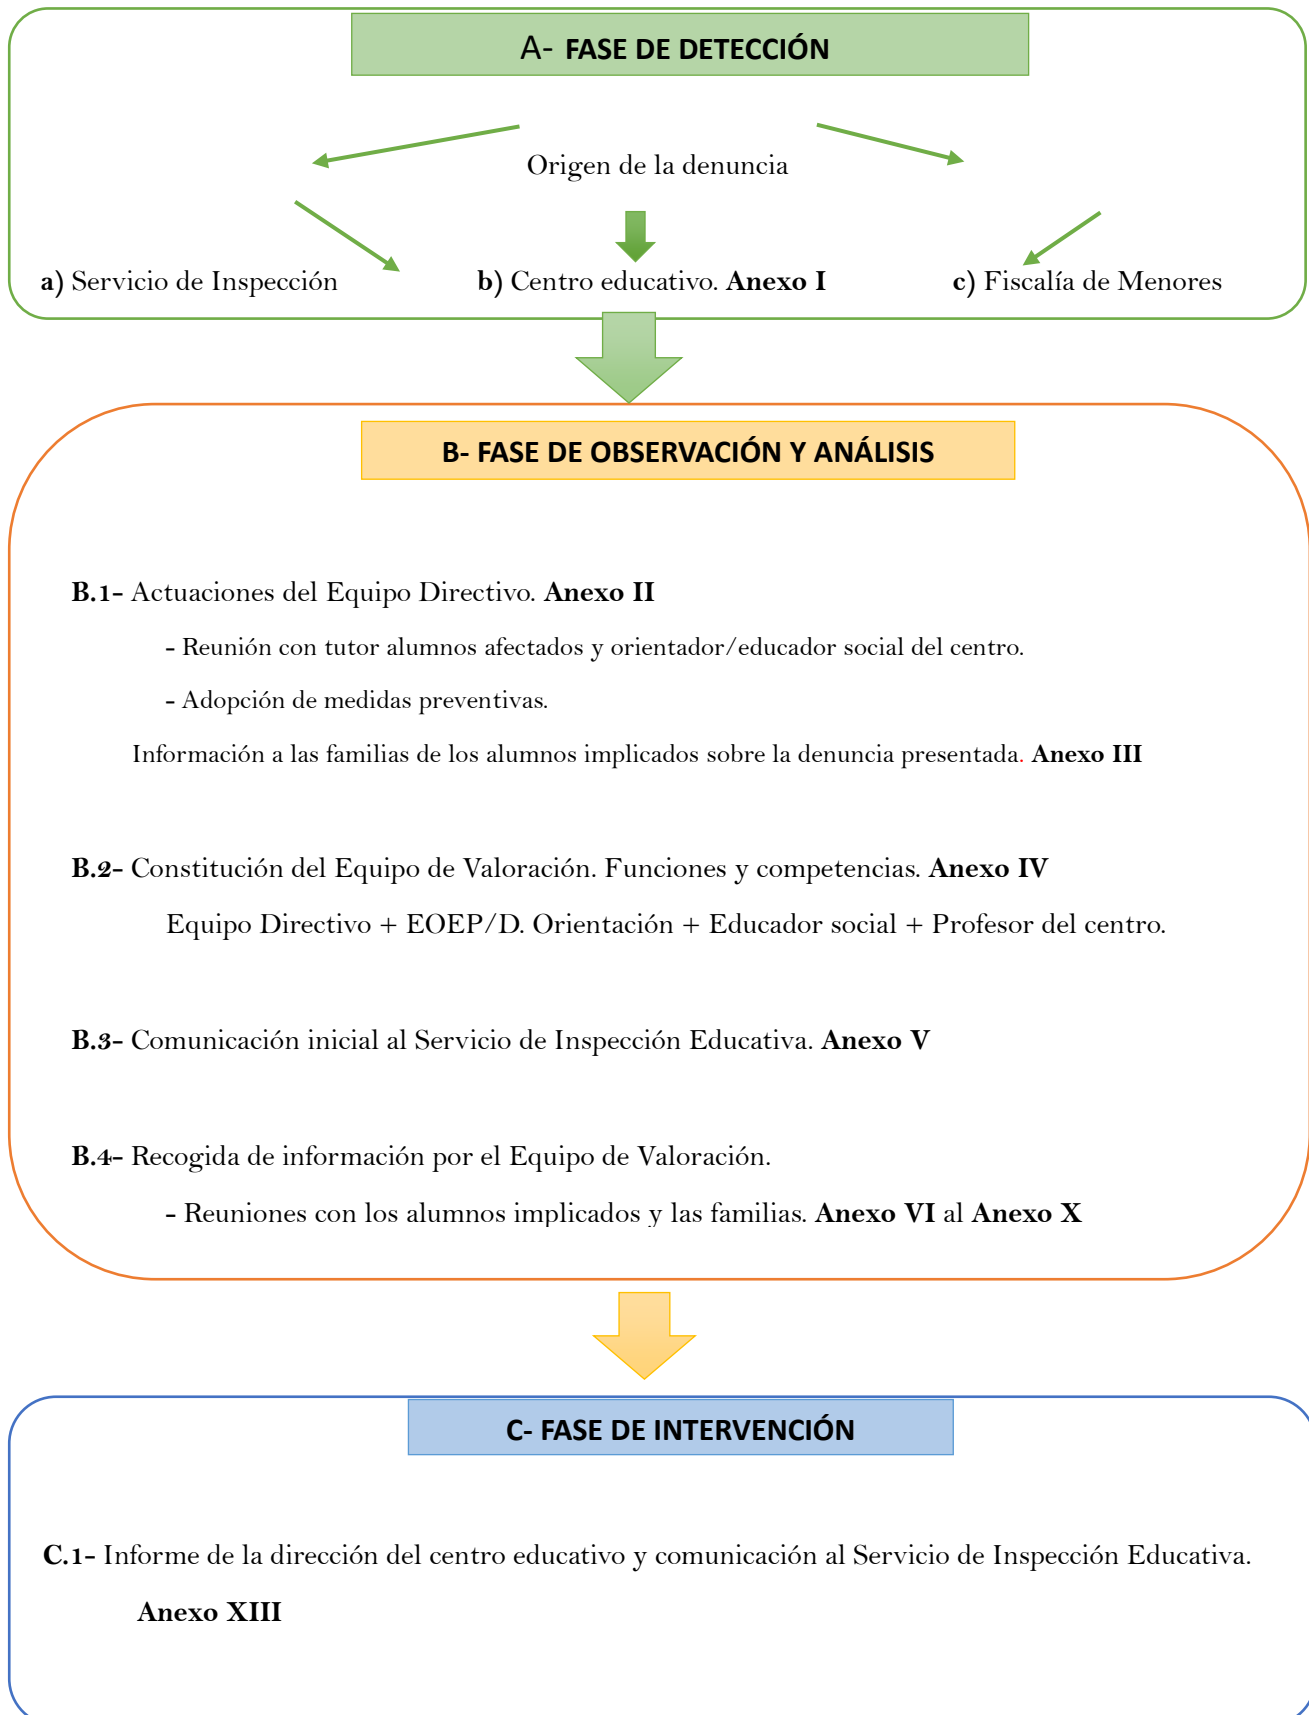 A- FASE DE DETECCIÓN
Origen de la denuncia
a) Servicio de Inspección
b) Centro educativo. Anexo I
c) Fiscalía de Menores
B- FASE DE OBSERVACIÓN Y ANÁLISIS
B.1- Actuaciones del Equipo Directivo. Anexo II
- Reunión con tutor alumnos afectados y orientador/educador social del centro.
- Adopción de medidas preventivas.
Información a las familias de los alumnos implicados sobre la denuncia presentada. Anexo III
B.2- Constitución del Equipo de Valoración. Funciones y competencias. Anexo IV
Equipo Directivo + EOEP/D. Orientación + Educador social + Profesor del centro.
B.3- Comunicación inicial al Servicio de Inspección Educativa. Anexo V
B.4- Recogida de información por el Equipo de Valoración.
- Reuniones con los alumnos implicados y las familias. Anexo VI al Anexo X
C- FASE DE INTERVENCIÓN
C.1- Informe de la dirección del centro educativo y comunicación al Servicio de Inspección Educativa.
Anexo XIII